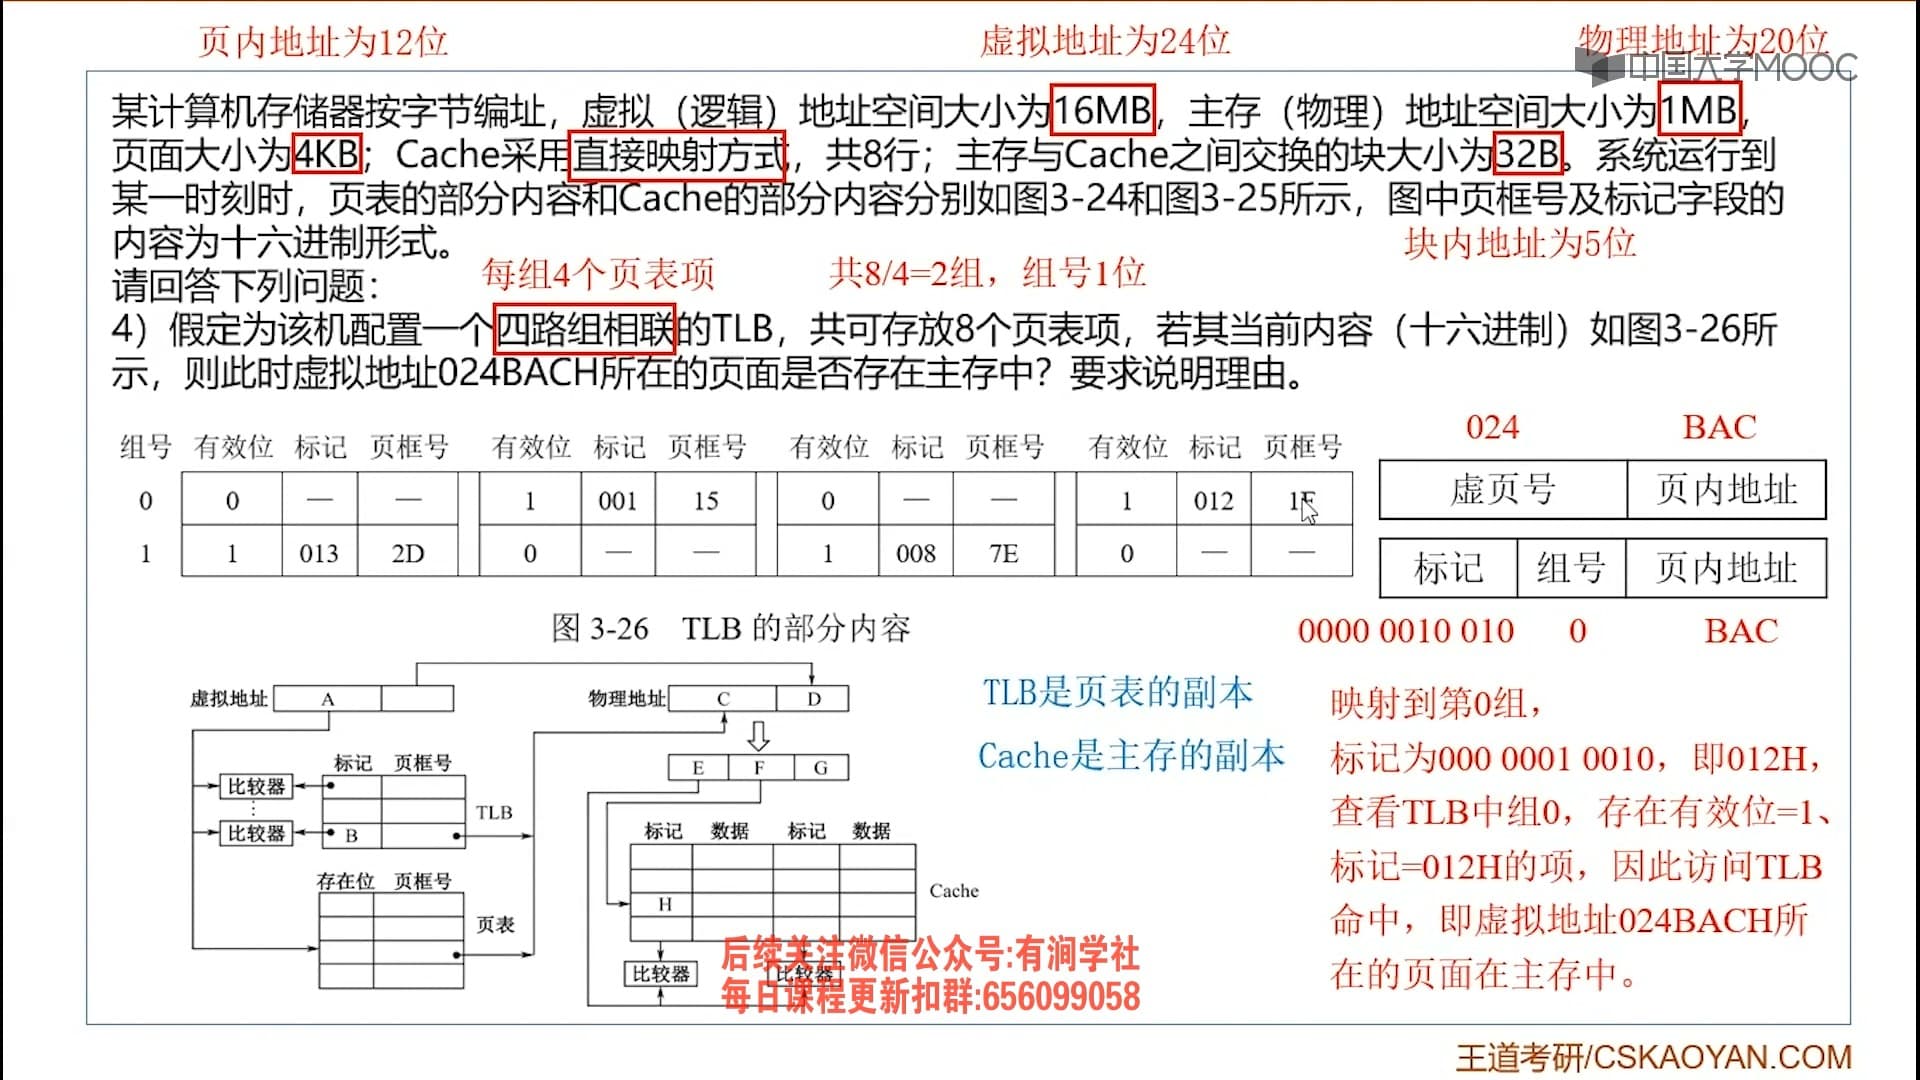 页内地址为12位
虚拟地址为24位
物理地址为20位
中国大学MOOC
某计算机存储器按字节编址，虚拟（逻辑）地址空间大小为16MB，主存（物理）地址空间大小为1MB，
页面大小为4KB；Cache采用直接映射方式，共8行；主存与Cache之间交换的块大小为32B。系统运行到
某一时刻时，页表的部分内容和Cache的部分内容分别如图3-24和图3-25所示，图中页框号及标记字段的
内容为十六进制形式。
块内地址为5位
请回答下列问题：
每组4个页表项
共8/4=2组，组号1位
4）假定为该机配置一个四路组相联的TLB，共可存放8个页表项，若其当前内容（十六进制）如图3-26所
示，则此时虚拟地址024BACH所在的页面是否存在主存中？要求说明理由。
组号 有效位 标记 页框号 有效位 标记 页框号 有效位 标记 页框号 有效位 标记 页框号
0 0 — — 1 001 15 0 — — 1 012 1F
1 1 013 2D 0 — — 1 008 7E 0 — —
图 3-26 TLB 的部分内容
024 BAC
虚页号 页内地址
标记 组号 页内地址
0000 0010 010 0 BAC
虚拟地址 A
物理地址 C D
E F G
标记 页框号
比较器
⋮
比较器 B
TLB
存在位 页框号
页表
标记 数据 标记 数据
H
Cache
比较器 比较器
TLB是页表的副本
Cache是主存的副本
映射到第0组，
标记为000 0001 0010，即012H，
查看TLB中组0，存在有效位=1、
标记=012H的项，因此访问TLB
命中，即虚拟地址024BACH所
在的页面在主存中。
后续关注微信公众号:有涧学社
每日课程更新扣群:656099058
王道考研/CSKAOYAN.COM